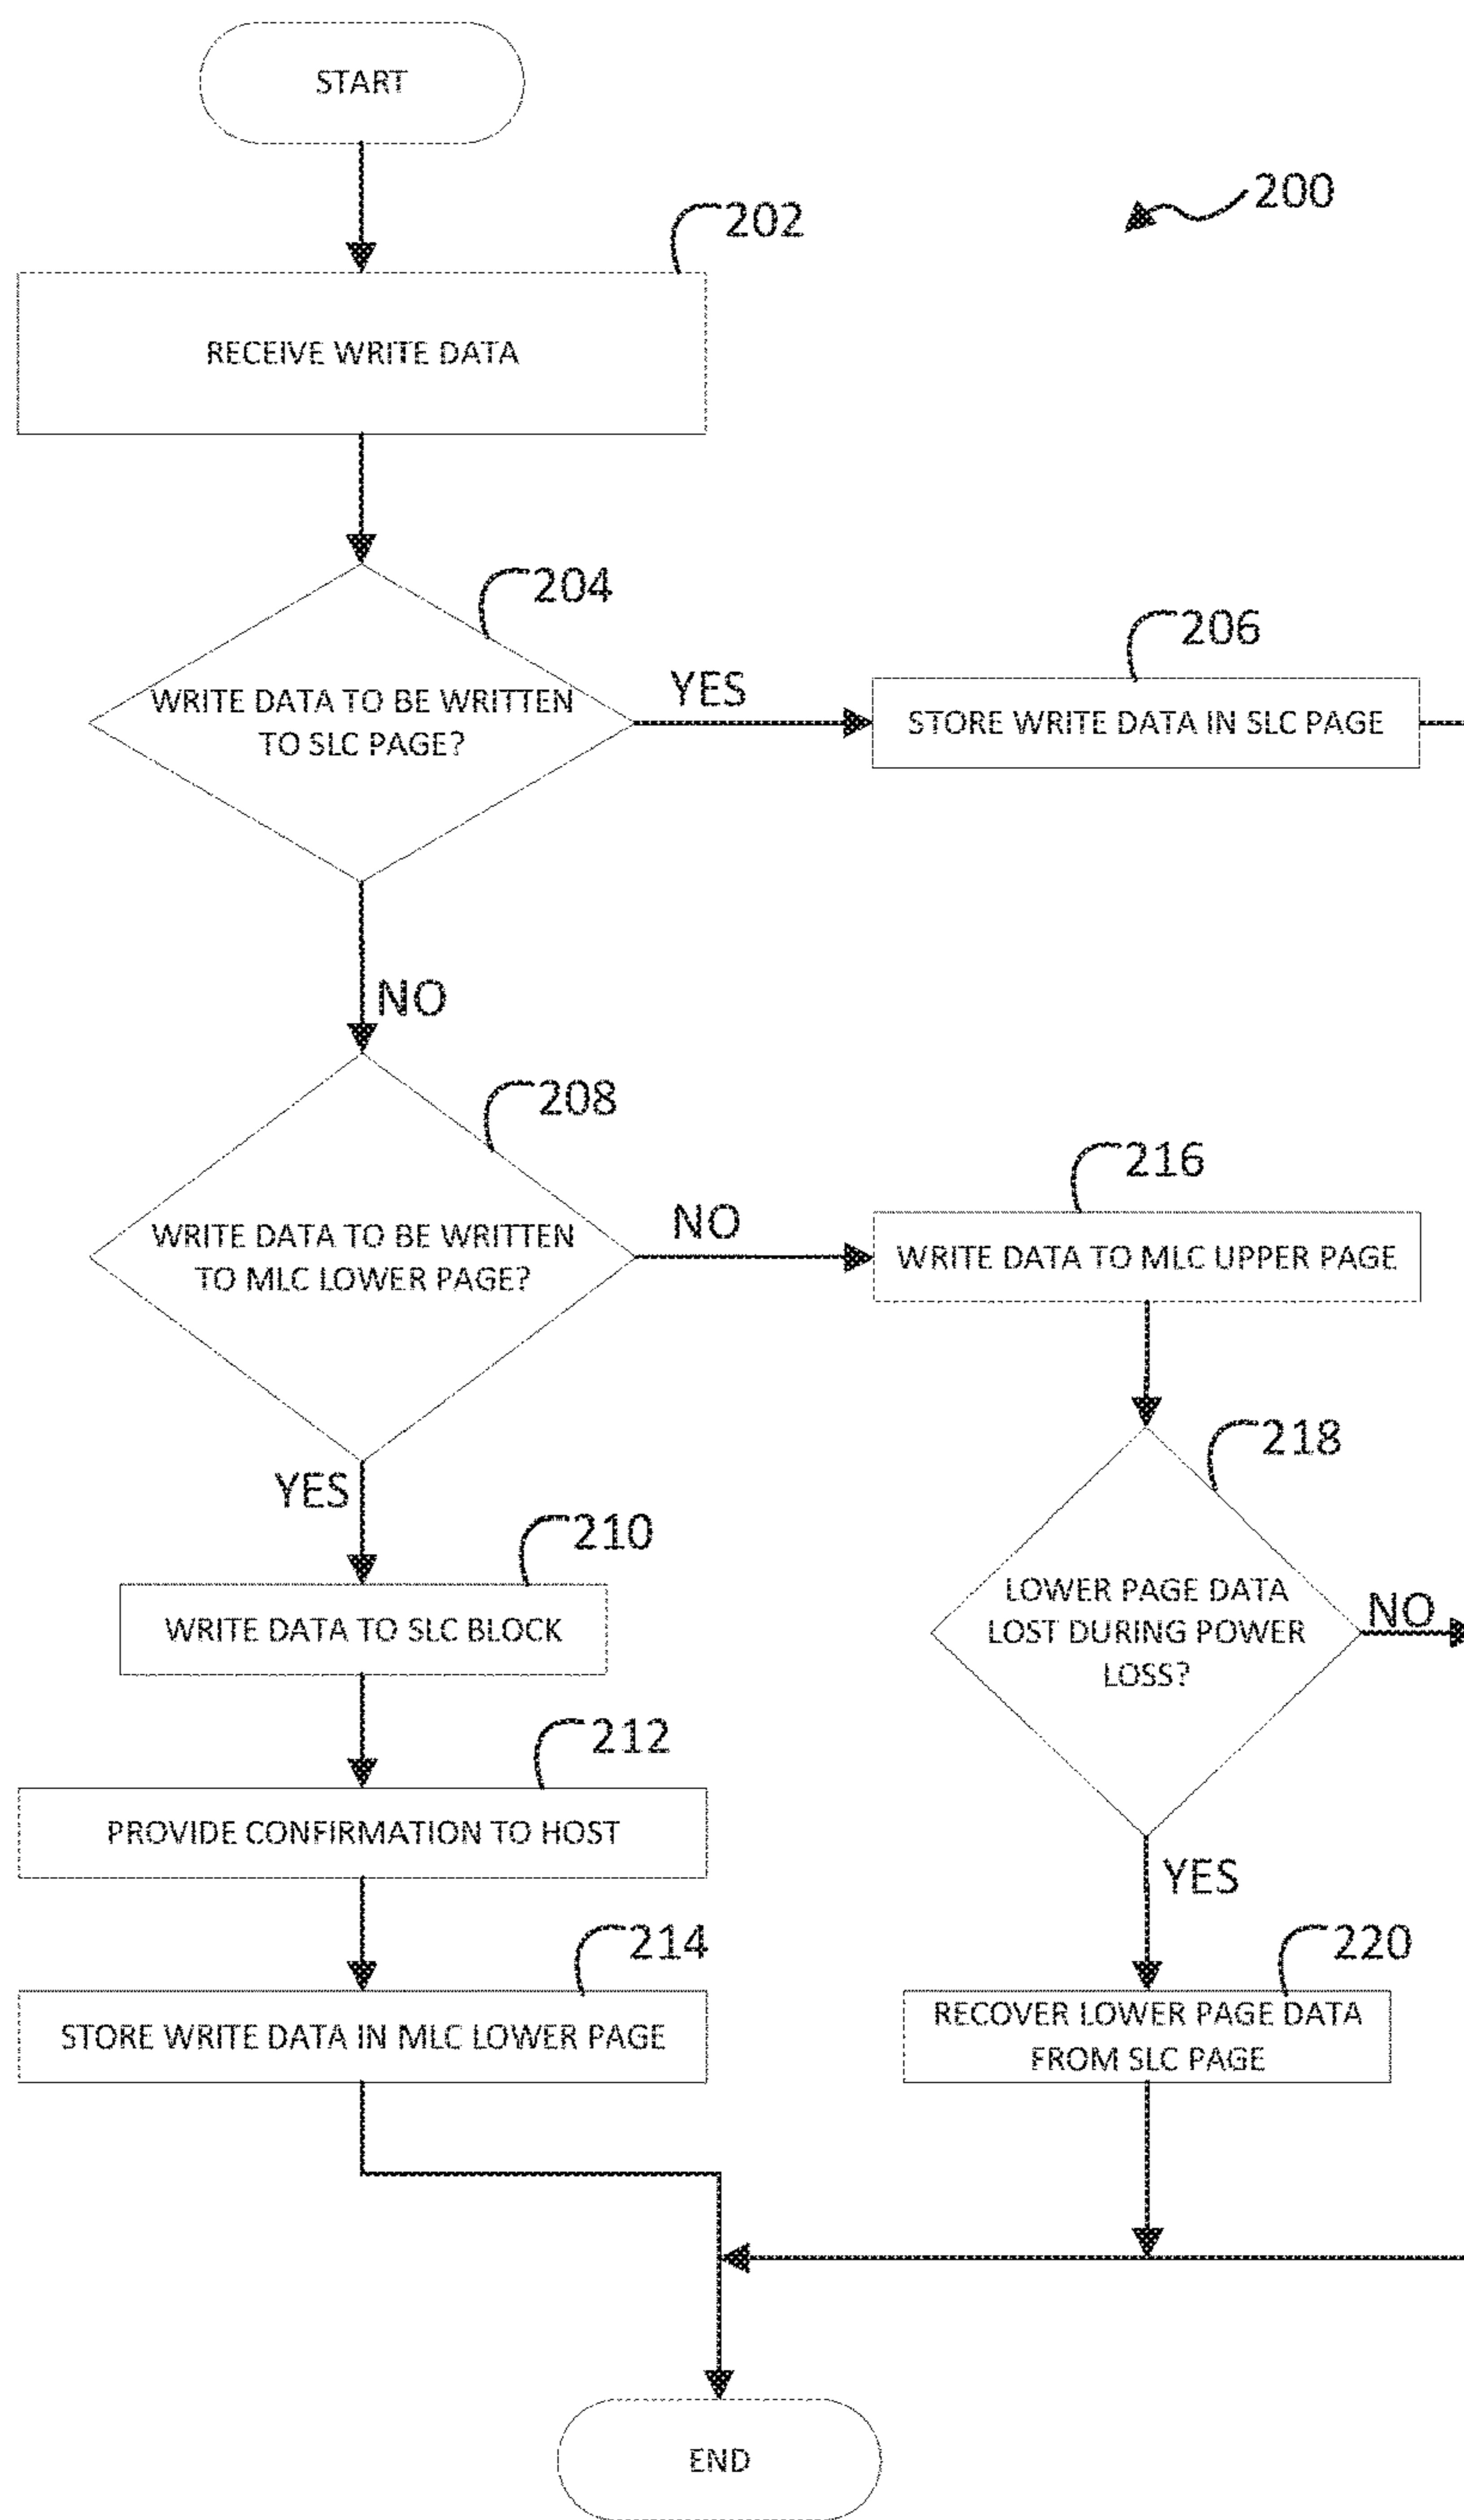 START
200
202
RECEIVE WRITE DATA
204
WRITE DATA TO BE WRITTEN
TO SLC PAGE?
YES
206
STORE WRITE DATA IN SLC PAGE
NO
208
WRITE DATA TO BE WRITTEN
TO MLC LOWER PAGE?
NO
216
WRITE DATA TO MLC UPPER PAGE
218
LOWER PAGE DATA
LOST DURING POWER
LOSS?
NO
YES
210
WRITE DATA TO SLC BLOCK
212
PROVIDE CONFIRMATION TO HOST
YES
214
STORE WRITE DATA IN MLC LOWER PAGE
220
RECOVER LOWER PAGE DATA
FROM SLC PAGE
END